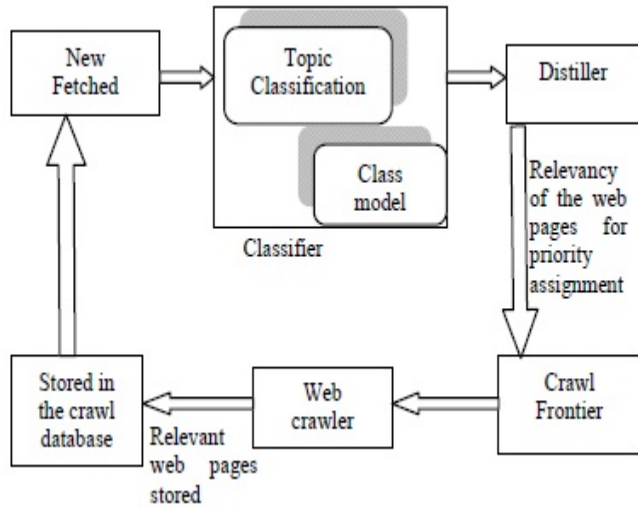 New
Fetched
Topic
Classification
Class
model
Classifier
Distiller
Relevancy
of the web
pages for
priority
assignment
Crawl
Frontier
Web
crawler
Relevant
web pages
stored
Stored in
the crawl
database